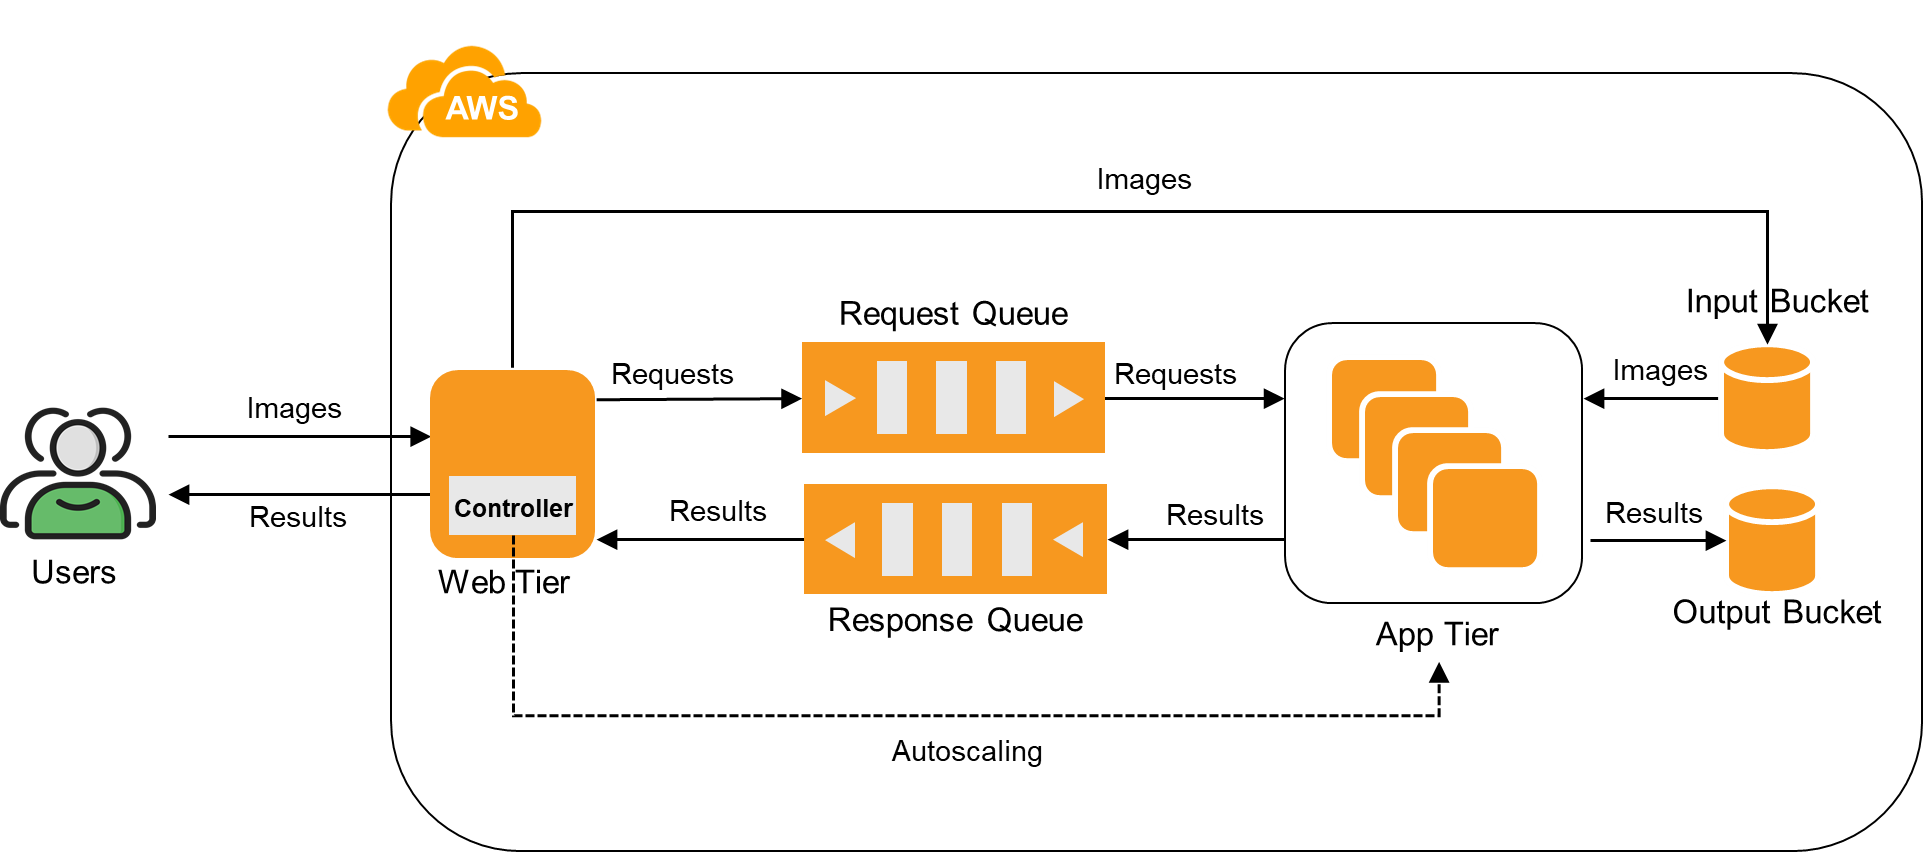 AWS
Images
Input Bucket
Request Queue
Requests
Requests
Images
Images
Controller
Results
Results
Results
Results
Users
Web Tier
Response Queue
App Tier
Output Bucket
Autoscaling